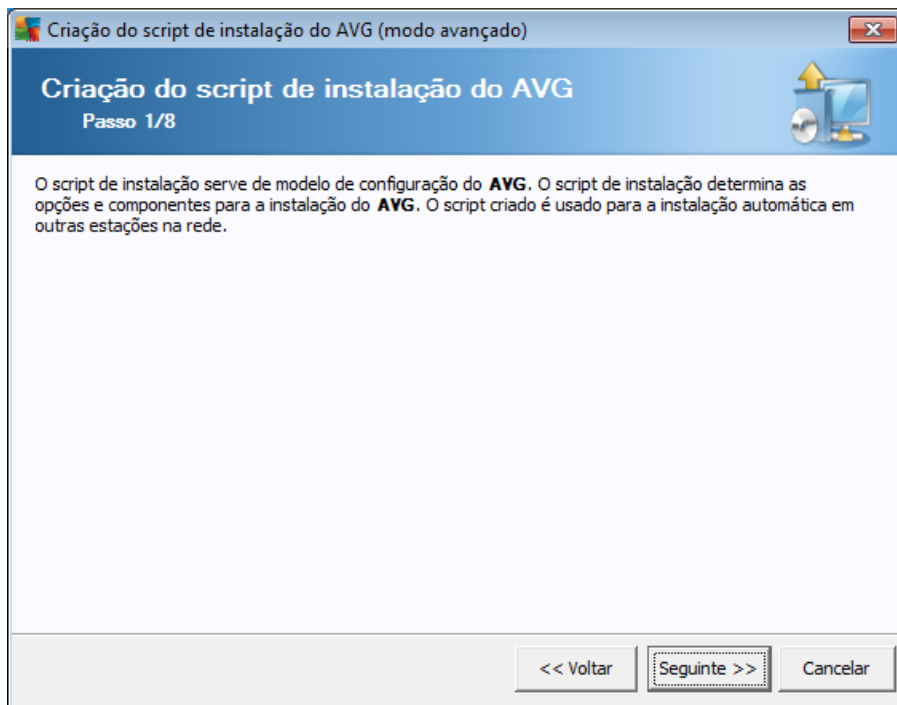 Criação do script de instalação do AVG (modo avançado)
Criação do script de instalação do AVG
Passo 1/8
O script de instalação serve de modelo de configuração do AVG. O script de instalação determina as
opções e componentes para a instalação do AVG. O script criado é usado para a instalação automática em
outras estações na rede.
<< Voltar
Seguinte >>
Cancelar